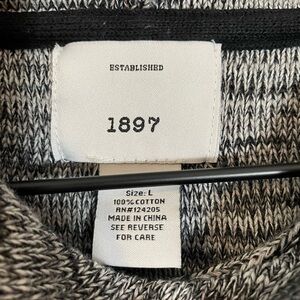 ESTABLISHED
1897
Size: L
100% COTTON
RN#124205
MADE IN CHINA
SEE REVERSE
FOR CARE